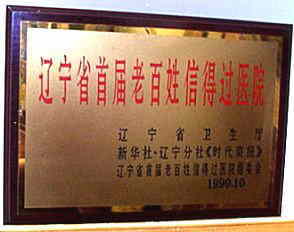 辽宁省首届老百姓信得过医院
辽宁省卫生厅
新华社·辽宁分社《时代商报》
辽宁省首届老百姓信得过医院组委会
1999.10